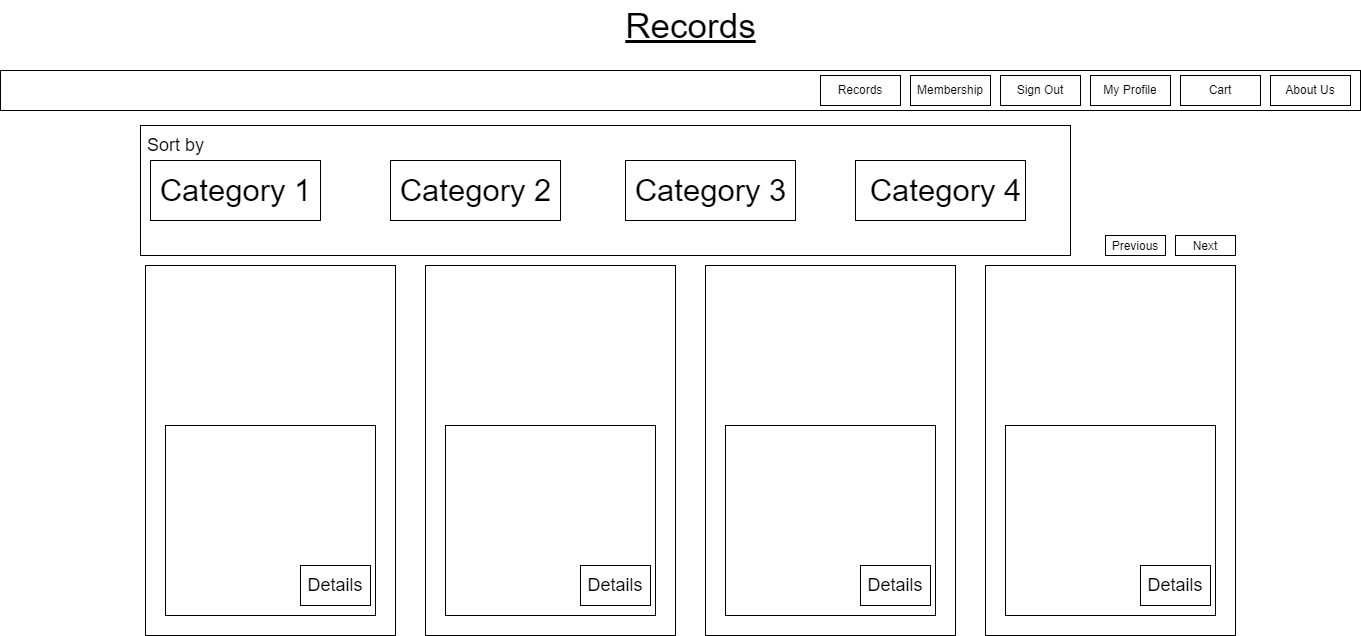 Records
Records Membership Sign Out My Profile Cart About Us
Sort by
Category 1 Category 2 Category 3 Category 4
Previous Next
Details Details Details Details